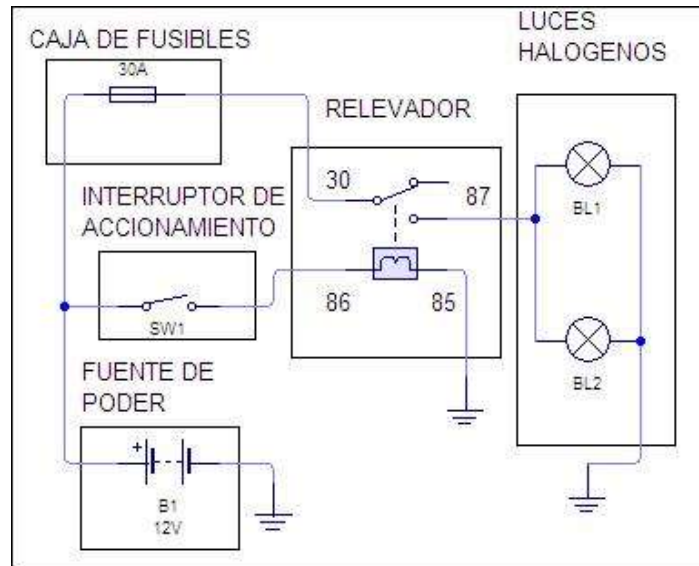 CAJA DE FUSIBLES
30A
LUCES
HALOGENOS
RELEVADOR
30
87
BL1
INTERRUPTOR DE
ACCIONAMIENTO
SW1
86
85
BL2
FUENTE DE
PODER
+
B1
12V